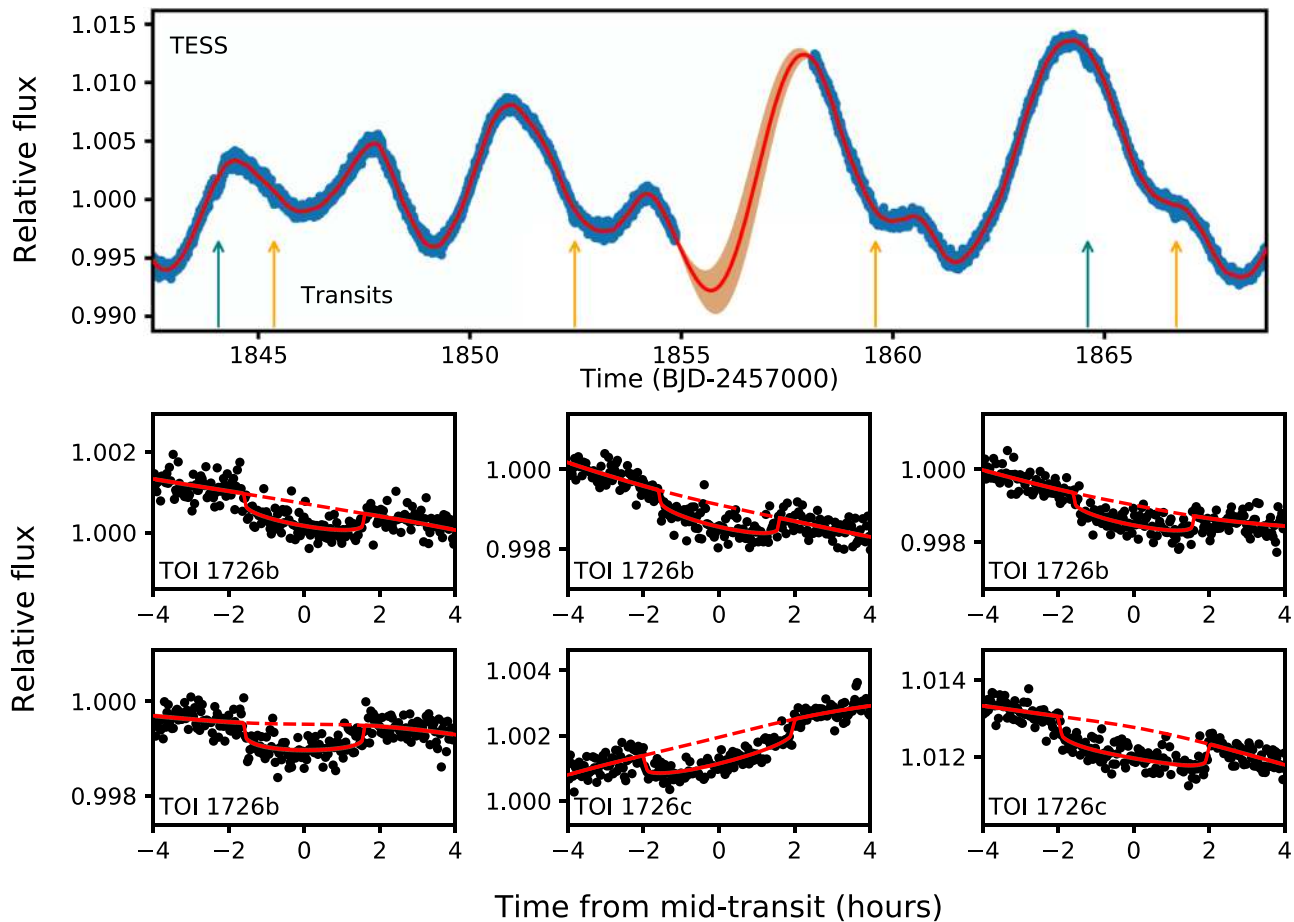 TESS
Transits
Relative flux
1.015
1.010
1.005
1.000
0.995
0.990
1845 1850 1855 1860 1865
Time (BJD-2457000)
Relative flux
1.002
1.000
TOI 1726b
−4 −2 0 2 4
1.000
0.998
TOI 1726b
−4 −2 0 2 4
1.000
0.998
TOI 1726b
−4 −2 0 2 4
1.000
0.998
TOI 1726b
−4 −2 0 2 4
1.004
1.002
1.000
TOI 1726c
−4 −2 0 2 4
1.014
1.012
TOI 1726c
−4 −2 0 2 4
Time from mid-transit (hours)